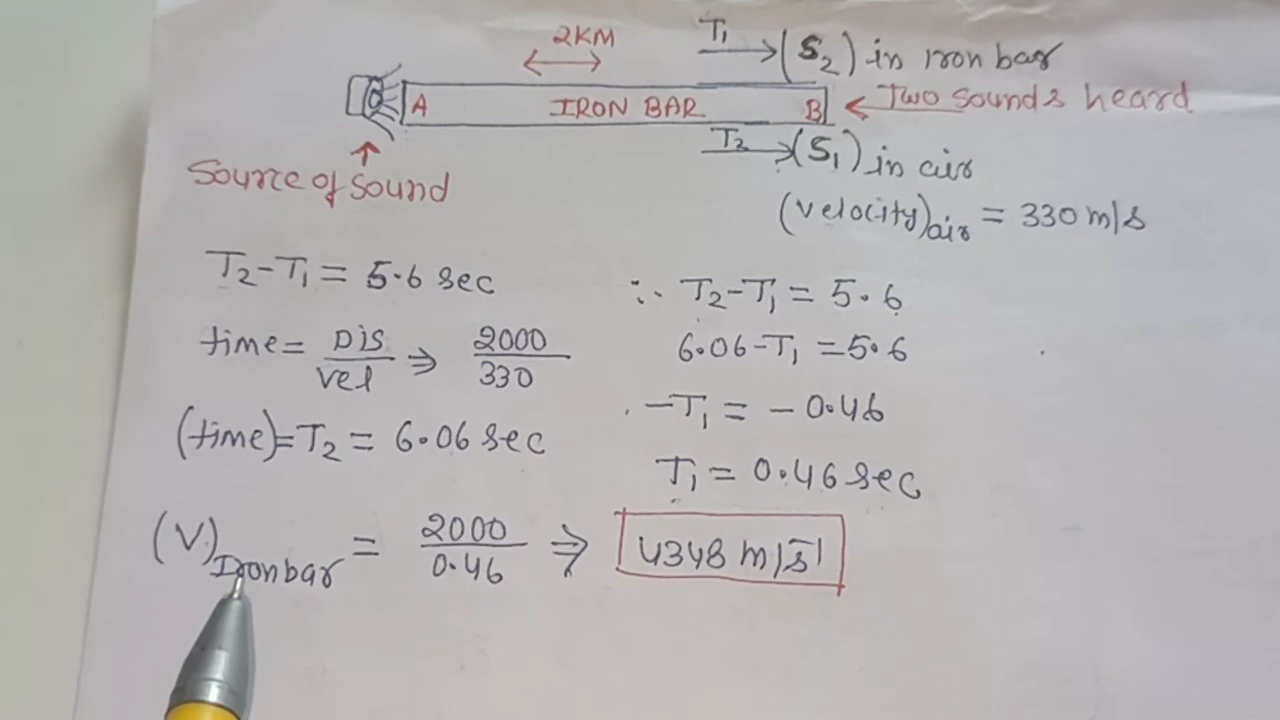 2KM
T₁ → (S₂) in iron bar
A IRON BAR B ← Two sounds heard
T₂ → (S₁) in air
Source of sound
(velocity)air = 330 m/s
T₂-T₁ = 5.6 sec
∴ T₂-T₁ = 5.6
time = Dis/vel ⇒ 2000/330
6.06-T₁ = 5.6
-T₁ = -0.46
(time) = T₂ = 6.06 sec
T₁ = 0.46 sec
(V)Iron bar = 2000/0.46 ⇒ 4348 m/s̄¹